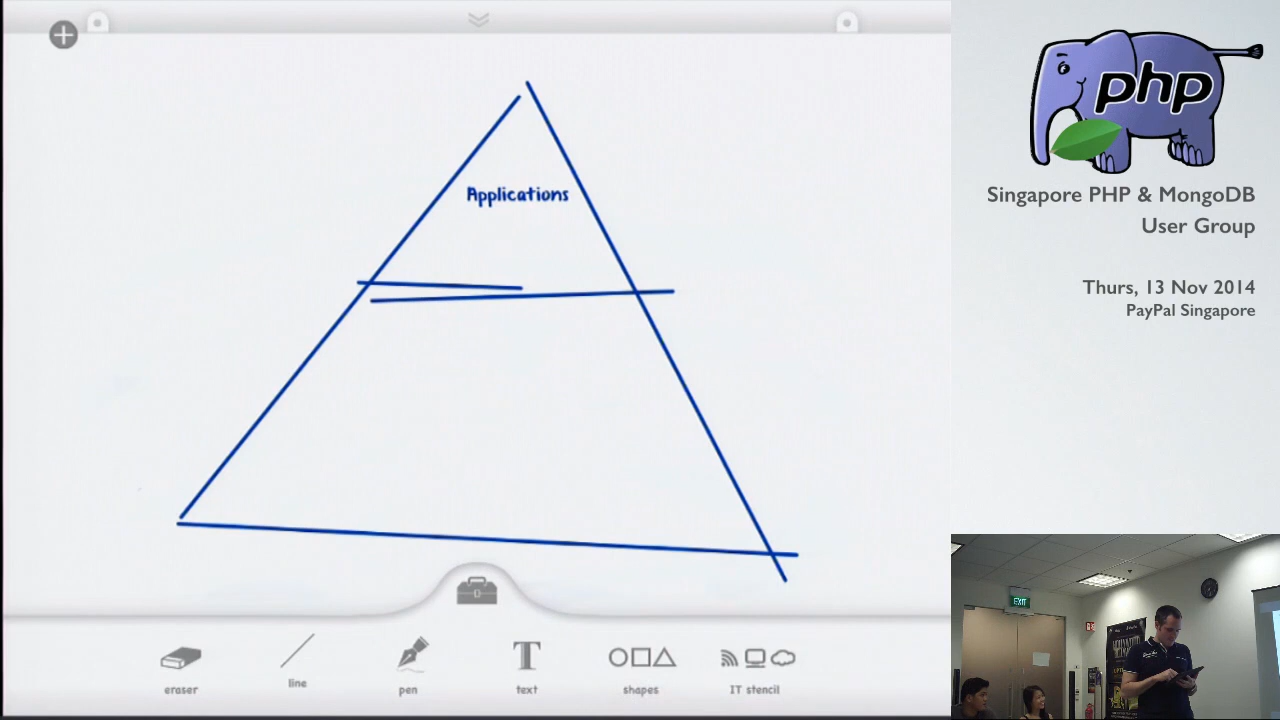 Applications
eraser
line
pen
T
text
shapes
IT stencil
php
Singapore PHP & MongoDB
User Group
Thurs, 13 Nov 2014
PayPal Singapore
EXIT